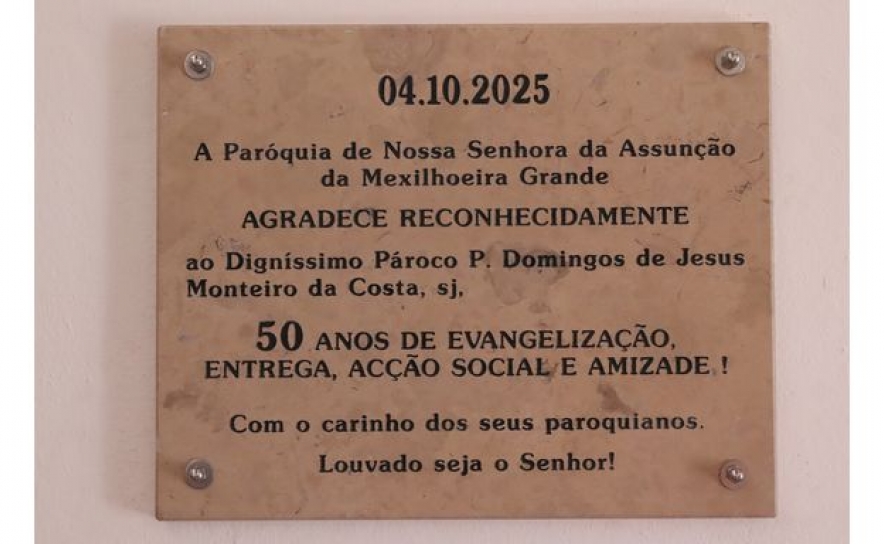 04.10.2025
A Paróquia de Nossa Senhora da Assunção
da Mexilhoeira Grande
AGRADECE RECONHECIDAMENTE
ao Digníssimo Pároco P. Domingos de Jesus
Monteiro da Costa, sj,
50 ANOS DE EVANGELIZAÇÃO,
ENTREGA, ACÇÃO SOCIAL E AMIZADE !
Com o carinho dos seus paroquianos.
Louvado seja o Senhor!